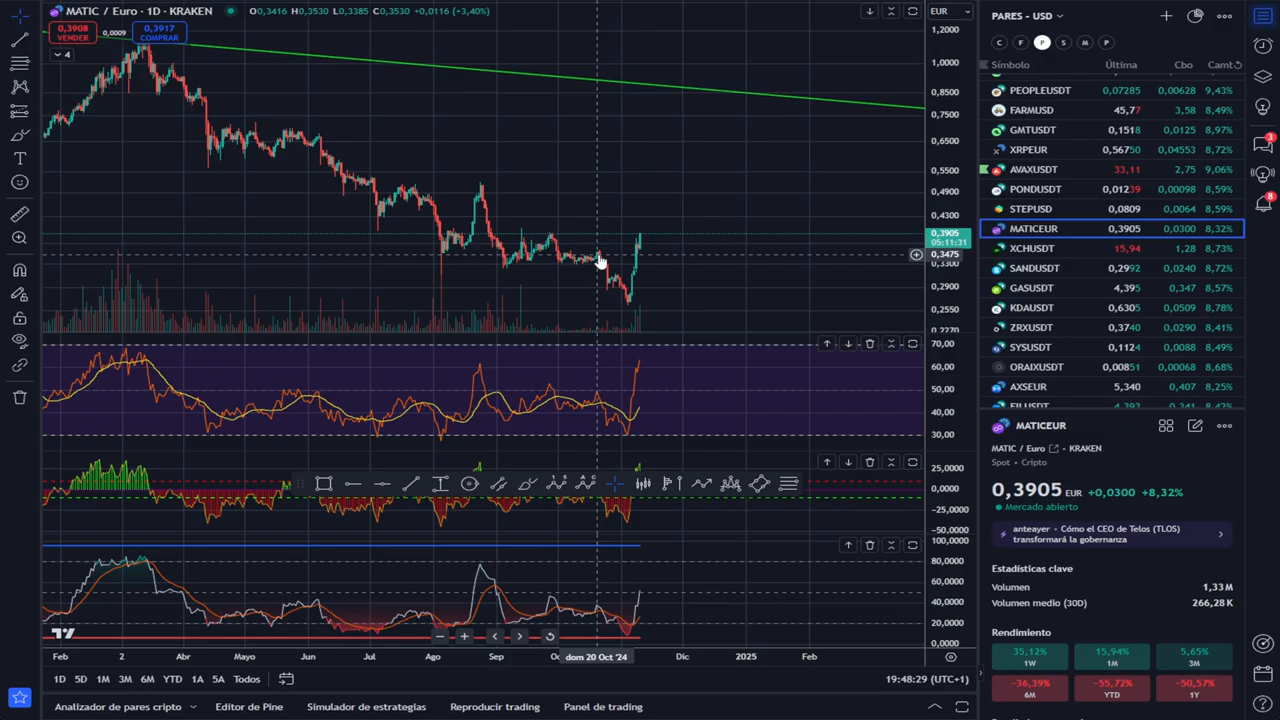 MATIC / Euro · 1D · KRAKEN
O0,3416 H0,3530 L0,3385 C0,3530 +0,0116 (+3,40%)
EUR
0,3908
VENDER
0,0009
0,3917
COMPRAR
4
1,2000
1,0000
0,8500
0,7500
0,6500
0,5500
0,4900
0,4300
0,3905
05:11:31
0,3475
0,3300
0,2900
0,2550
0,2270
70,00
60,00
50,00
40,00
30,00
25,0000
0,0000
−25,0000
−50,0000
100,0000
80,0000
60,0000
40,0000
20,0000
0,0000
Feb 2 Abr Mayo Jun Jul Ago Sep dom 20 Oct '24 Dic 2025 Feb
1D 5D 1M 3M 6M YTD 1A 5A Todos
19:48:29 (UTC+1)
Analizador de pares cripto Editor de Pine Simulador de estrategias Reproducir trading Panel de trading
PARES - USD
C F P S M P
Símbolo Última Cbo Camb
PEOPLEUSDT 0,07285 0,00628 9,43%
FARMUSD 45,77 3,58 8,49%
GMTUSDT 0,1518 0,0125 8,97%
XRPEUR 0,56750 0,04553 8,72%
AVAXUSDT 33,11 2,75 9,06%
PONDUSDT 0,01239 0,00098 8,59%
STEPUSD 0,0809 0,0064 8,59%
MATICEUR 0,3905 0,0300 8,32%
XCHUSDT 15,94 1,28 8,73%
SANDUSDT 0,2992 0,0240 8,72%
GASUSDT 4,395 0,347 8,57%
KDAUSDT 0,6305 0,0509 8,78%
ZRXUSDT 0,3740 0,0290 8,41%
SYSUSDT 0,1124 0,0088 8,49%
ORAIXUSDT 0,00851 0,00068 8,68%
AXSEUR 5,340 0,407 8,25%
FILUSDT 4,392 0,341 8,42%
MATICEUR
MATIC / Euro · KRAKEN
Spot · Cripto
0,3905 EUR +0,0300 +8,32%
Mercado abierto
anteayer · Cómo el CEO de Telos (TLOS)
transformará la gobernanza
Estadísticas clave
Volumen 1,33 M
Volumen medio (30D) 266,28 K
Rendimiento
35,12% 15,94% 5,65%
1W 1M 3M
−36,39% −55,72% −50,57%
6M YTD 1Y
3
8